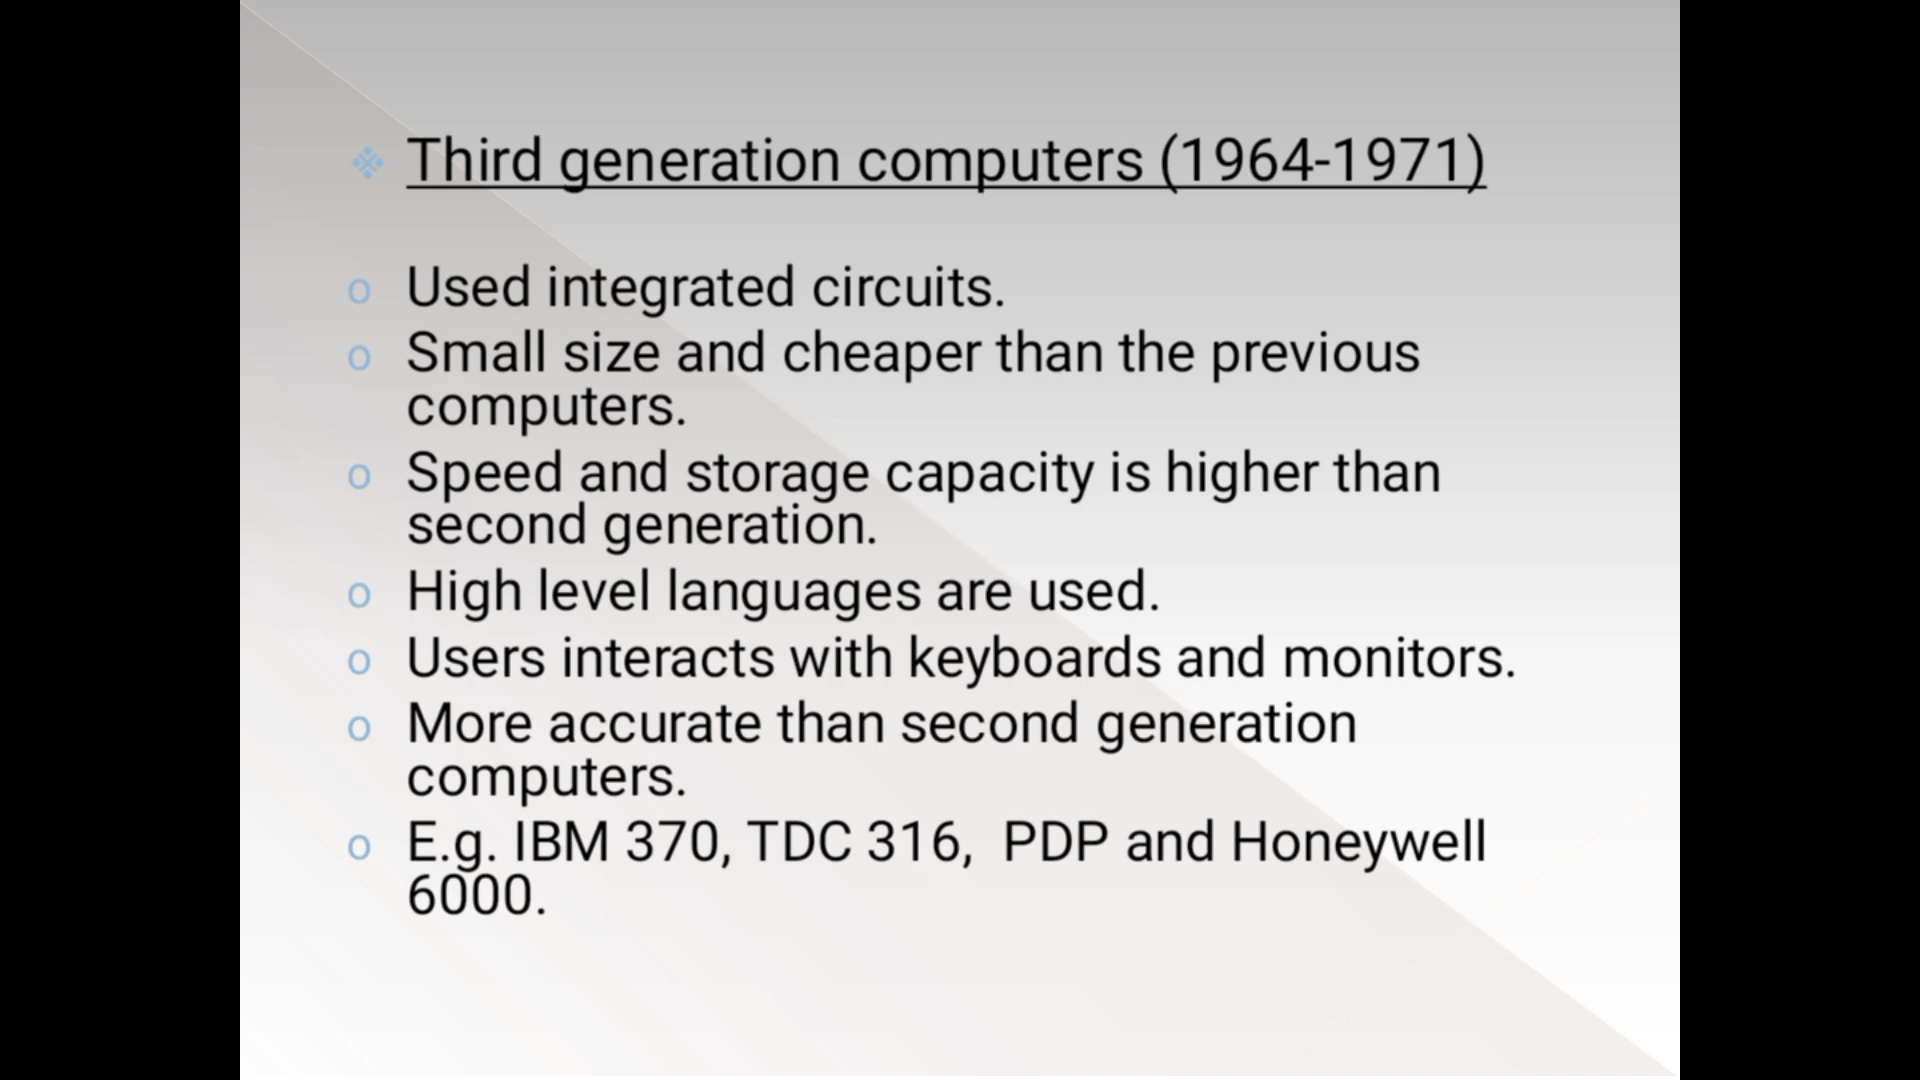 Third generation computers (1964-1971)
o Used integrated circuits.
o Small size and cheaper than the previous
computers.
o Speed and storage capacity is higher than
second generation.
o High level languages are used.
o Users interacts with keyboards and monitors.
o More accurate than second generation
computers.
o E.g. IBM 370, TDC 316,  PDP and Honeywell
6000.